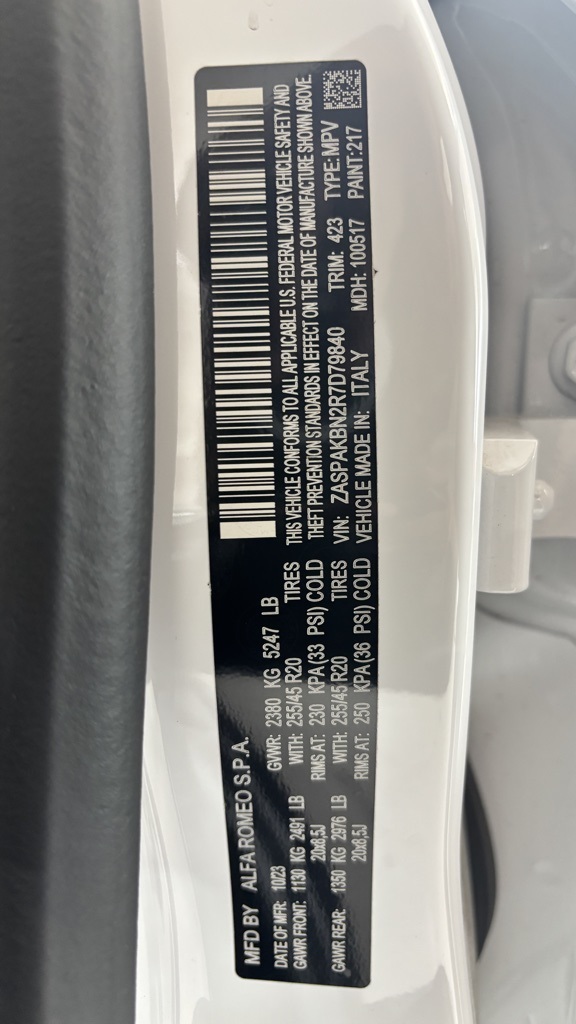 MFD BY ALFA ROMEO S.P.A.
DATE OF MFR: 10/23 GVWR: 2380 KG 5247 LB
GAWR FRONT: 1130 KG 2491 LB WITH: 255/45 R20 TIRES
20x8,5J RIMS AT: 230 KPA(33 PSI) COLD
GAWR REAR: 1350 KG 2976 LB WITH: 255/45 R20 TIRES
20x8,5J RIMS AT: 250 KPA(36 PSI) COLD
THIS VEHICLE CONFORMS TO ALL APPLICABLE U.S. FEDERAL MOTOR VEHICLE SAFETY AND
THEFT PREVENTION STANDARDS IN EFFECT ON THE DATE OF MANUFACTURE SHOWN ABOVE.
VIN: ZASPAKBN2R7D79840 TRIM: 423 TYPE:MPV
VEHICLE MADE IN: ITALY MDH: 100517 PAINT:217